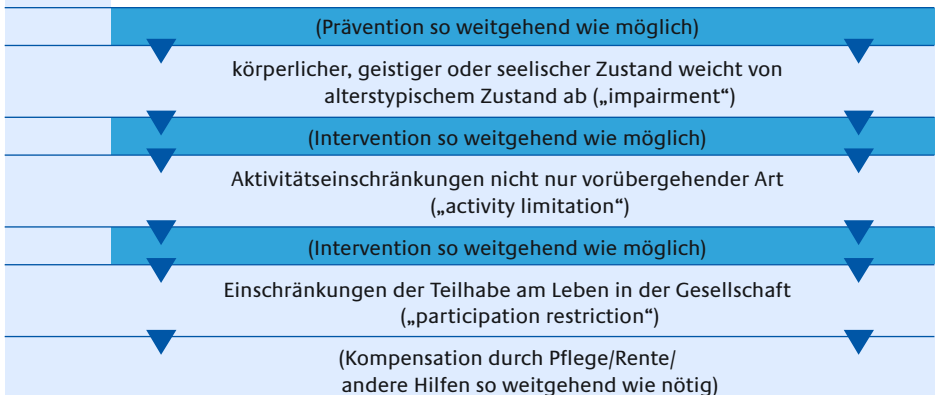 (Prävention so weitgehend wie möglich)
körperlicher, geistiger oder seelischer Zustand weicht von
alterstypischem Zustand ab („impairment“)
(Intervention so weitgehend wie möglich)
Aktivitätseinschränkungen nicht nur vorübergehender Art
(„activity limitation“)
(Intervention so weitgehend wie möglich)
Einschränkungen der Teilhabe am Leben in der Gesellschaft
(„participation restriction“)
(Kompensation durch Pflege/Rente/
andere Hilfen so weitgehend wie nötig)